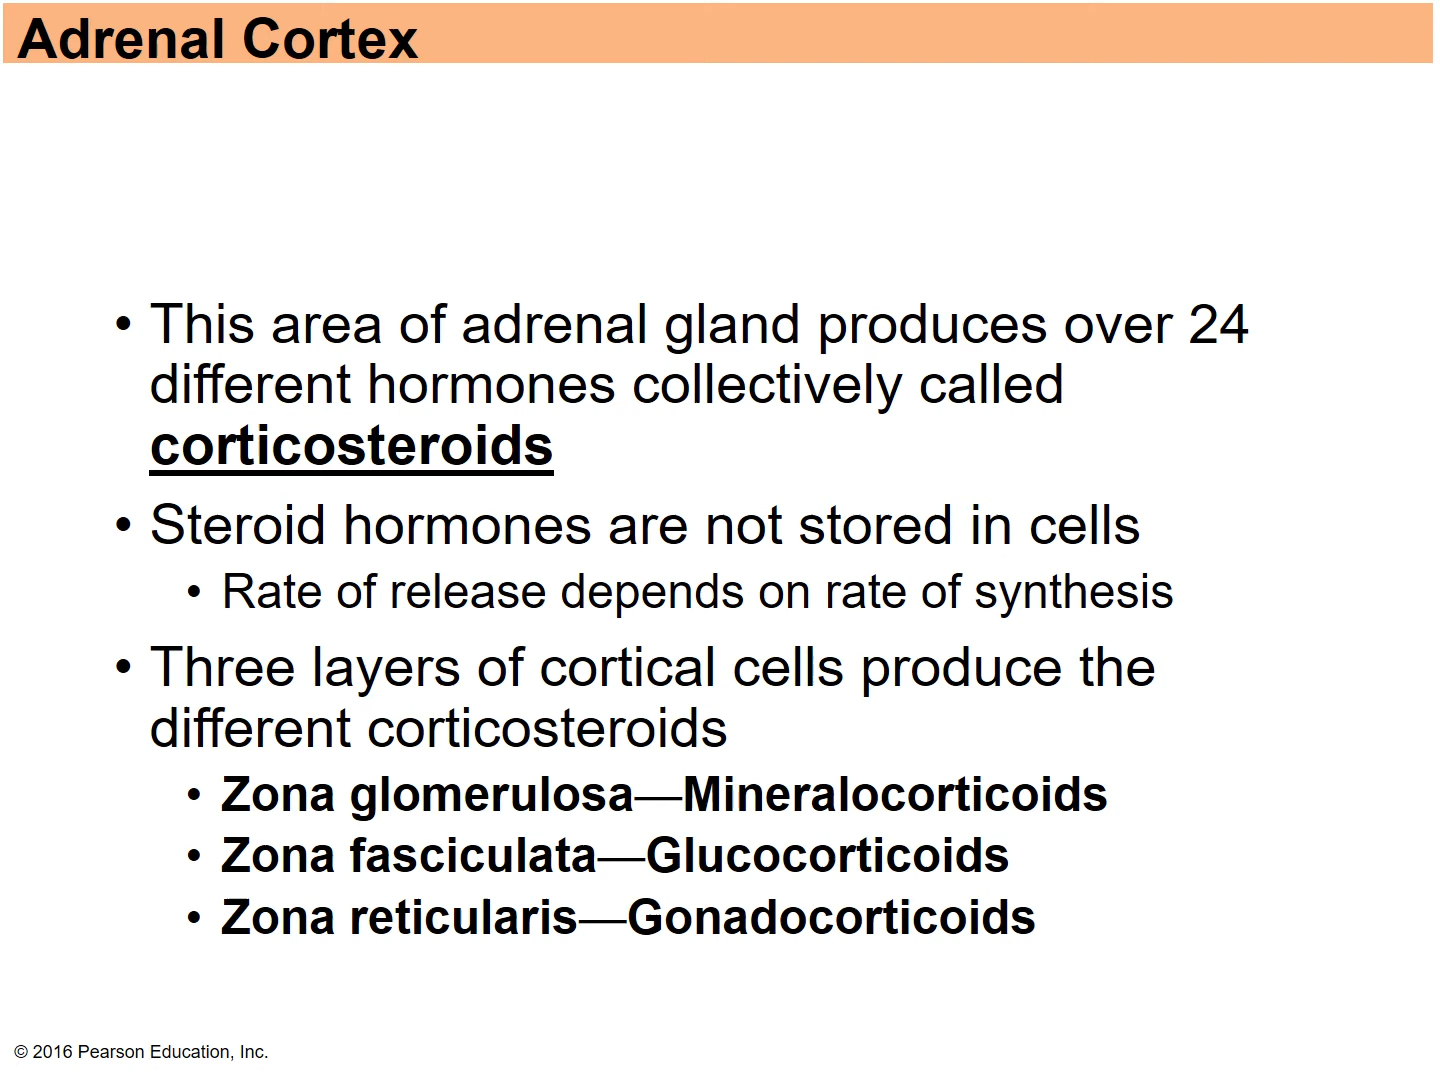 Adrenal Cortex
• This area of adrenal gland produces over 24
different hormones collectively called
corticosteroids
• Steroid hormones are not stored in cells
• Rate of release depends on rate of synthesis
• Three layers of cortical cells produce the
different corticosteroids
• Zona glomerulosa—Mineralocorticoids
• Zona fasciculata—Glucocorticoids
• Zona reticularis—Gonadocorticoids
© 2016 Pearson Education, Inc.